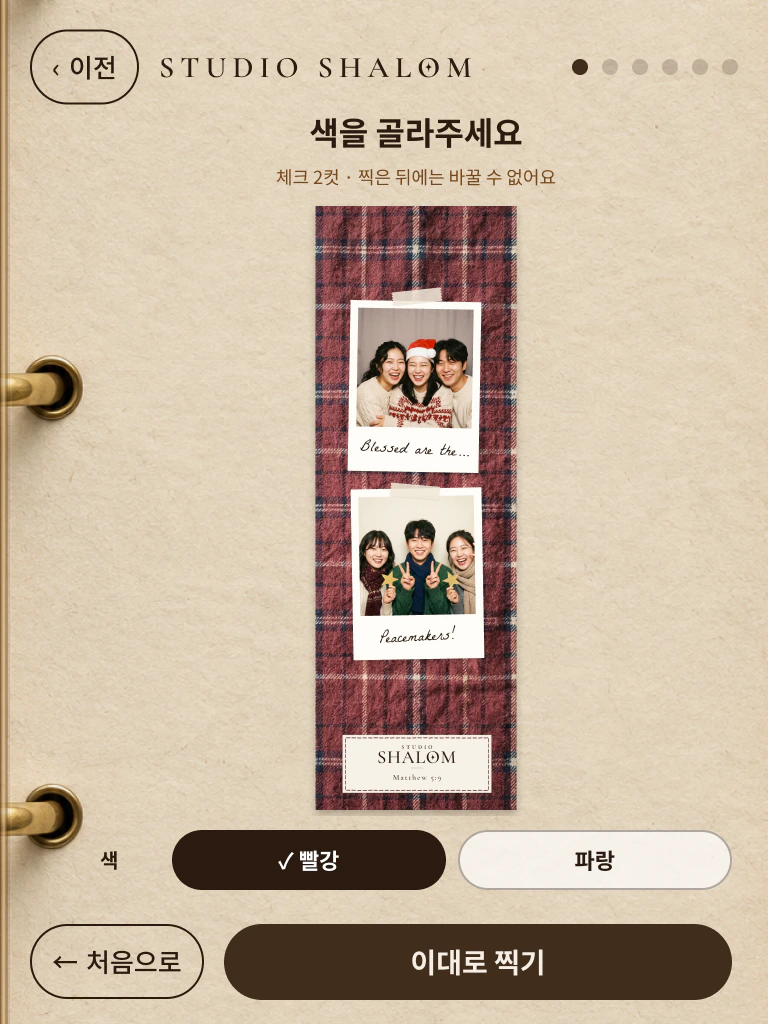 ‹ 이전
STUDIO SHALOM
색을 골라주세요
체크 2컷 · 찍은 뒤에는 바꿀 수 없어요
Blessed are the...
Peacemakers!
STUDIO
SHALOM
Matthew 5:9
색
✓ 빨강
파랑
← 처음으로
이대로 찍기